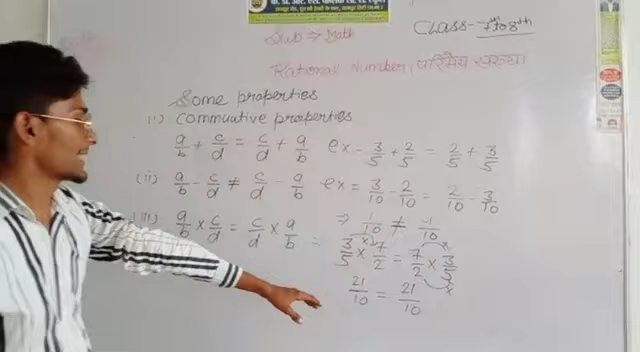 Sub → Math
Class - 7th to 8th
Rational Number, परिमेय संख्या
Some properties
(i) Commuative properties
a/b + c/d = c/d + a/b ex = 3/5 + 2/5 = 2/5 + 3/5
(ii) a/b - c/d ≠ c/d - a/b ex = 3/10 - 2/10 = 2/10 - 3/10
⇒ 1/10 ≠ -1/10
(iii) a/b × c/d = c/d × a/b = 3/5 × 7/2 = 7/2 × 3/5
21/10 = 21/10